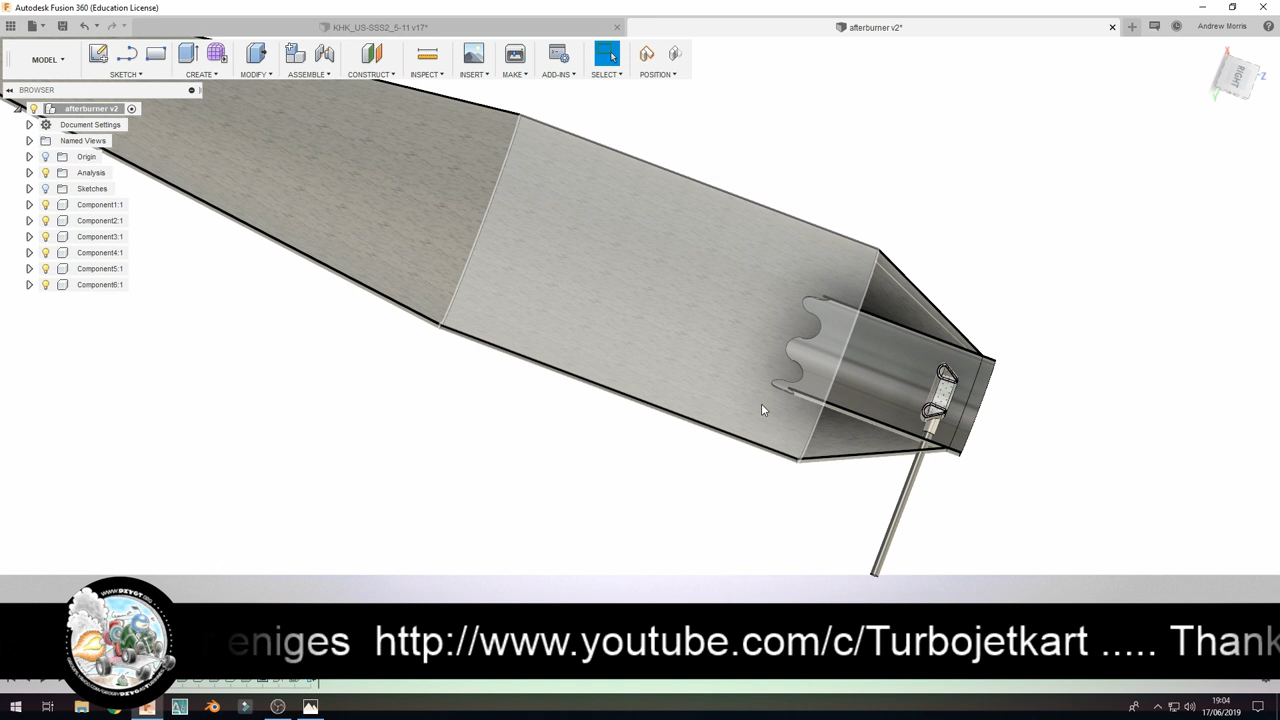 Autodesk Fusion 360 (Education License)
KHK_US-SSS2_5-11 v17*
afterburner v2*
Andrew Morris
MODEL
SKETCH
CREATE
MODIFY
ASSEMBLE
CONSTRUCT
INSPECT
INSERT
MAKE
ADD-INS
SELECT
POSITION
RIGHT
Z
BROWSER
afterburner v2
Document Settings
Named Views
Origin
Analysis
Sketches
Component1:1
Component2:1
Component3:1
Component4:1
Component5:1
Component6:1
eniges http://www.youtube.com/c/Turbojetkart ..... Thank
19:04
17/06/2019